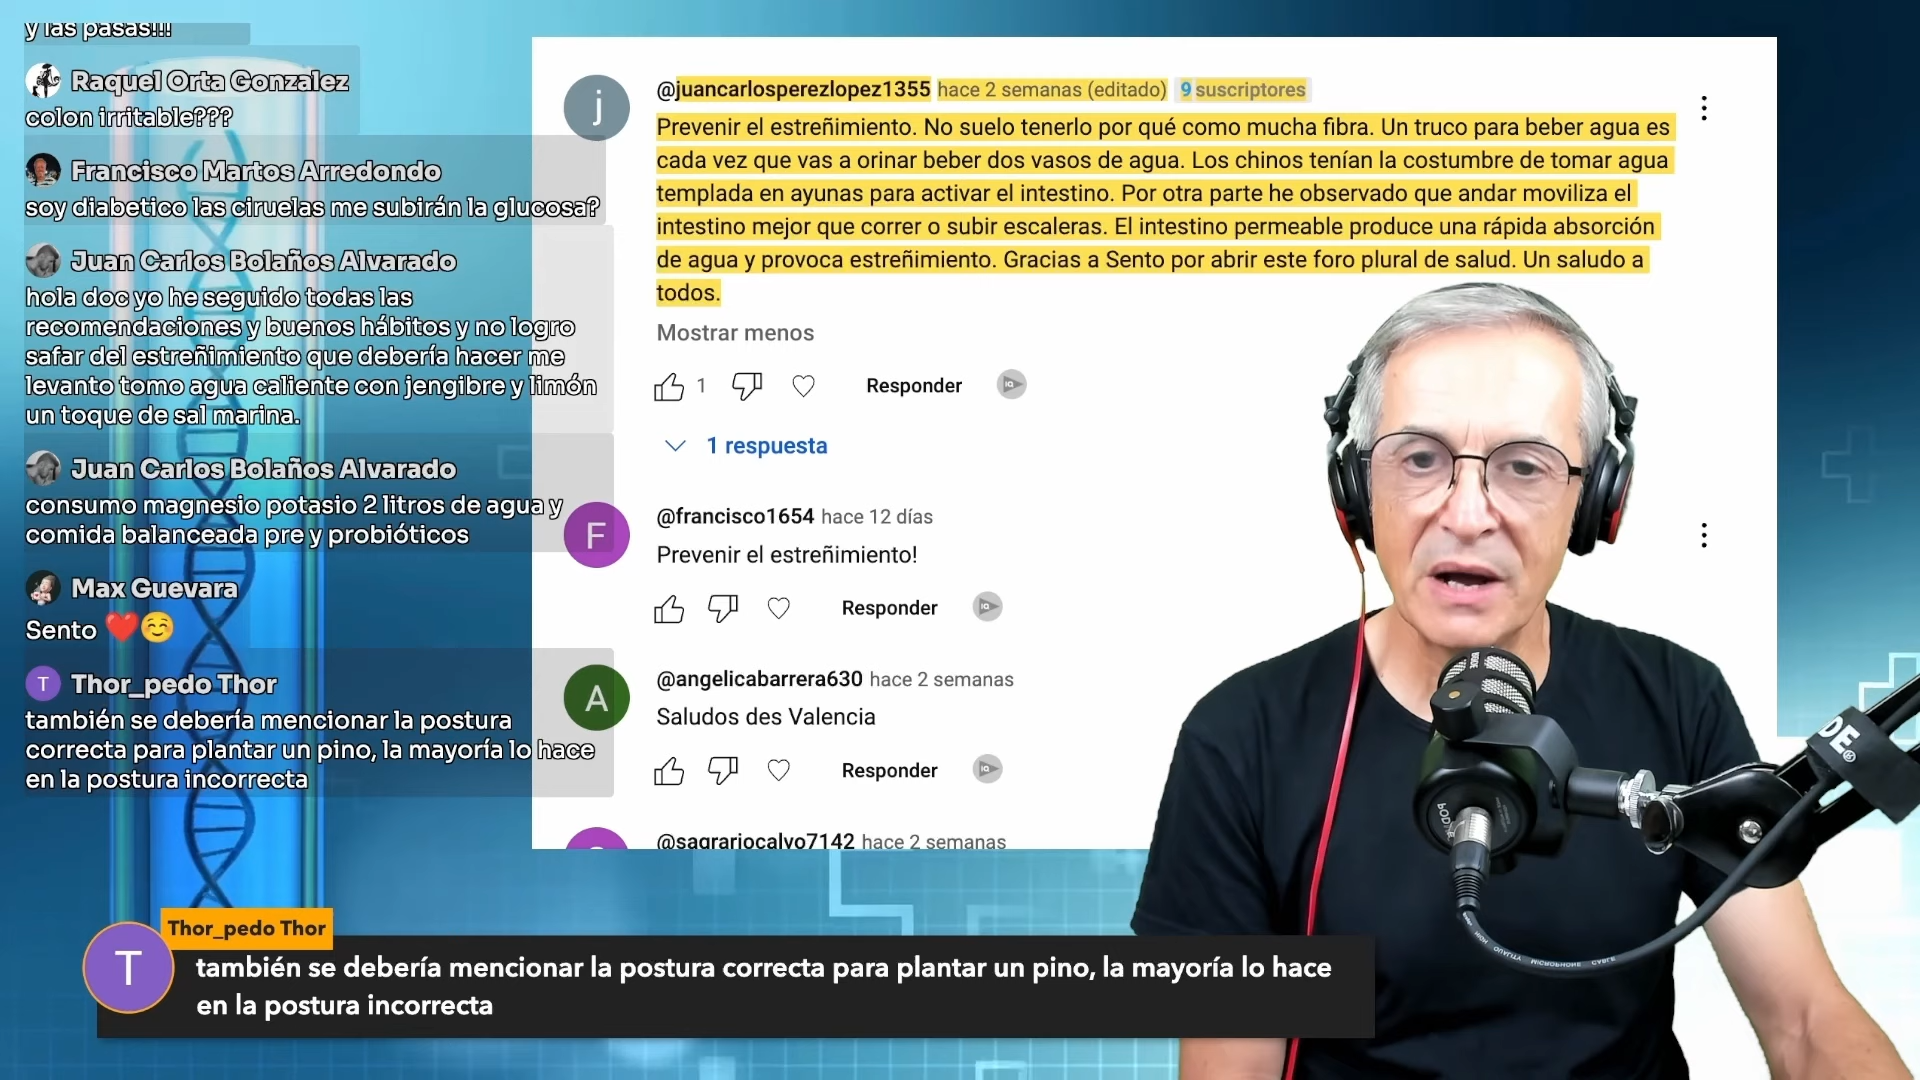 y las pasas!!!
Raquel Orta Gonzalez
colon irritable???
Francisco Martos Arredondo
soy diabetico las ciruelas me subirán la glucosa?
Juan Carlos Bolaños Alvarado
hola doc yo he seguido todas las
recomendaciones y buenos hábitos y no logro
safar del estreñimiento que debería hacer me
levanto tomo agua caliente con jengibre y limón
un toque de sal marina.
Juan Carlos Bolaños Alvarado
consumo magnesio potasio 2 litros de agua y
comida balanceada pre y probióticos
Max Guevara
Sento ❤️☺️
T
Thor_pedo Thor
también se debería mencionar la postura
correcta para plantar un pino, la mayoría lo hace
en la postura incorrecta
j
@juancarlosperezlopez1355 hace 2 semanas (editado) 9 suscriptores
Prevenir el estreñimiento. No suelo tenerlo por qué como mucha fibra. Un truco para beber agua es
cada vez que vas a orinar beber dos vasos de agua. Los chinos tenían la costumbre de tomar agua
templada en ayunas para activar el intestino. Por otra parte he observado que andar moviliza el
intestino mejor que correr o subir escaleras. El intestino permeable produce una rápida absorción
de agua y provoca estreñimiento. Gracias a Sento por abrir este foro plural de salud. Un saludo a
todos.
Mostrar menos
1 Responder
1 respuesta
F
@francisco1654 hace 12 días
Prevenir el estreñimiento!
Responder
A
@angelicabarrera630 hace 2 semanas
Saludos des Valencia
Responder
@sagrariocalvo7142 hace 2 semanas
Thor_pedo Thor
T
también se debería mencionar la postura correcta para plantar un pino, la mayoría lo hace
en la postura incorrecta